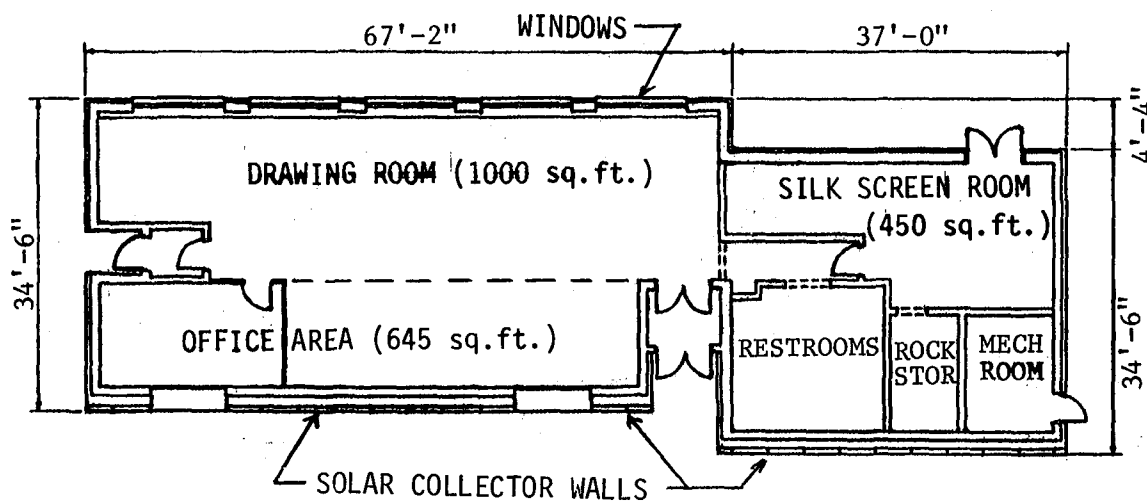 WINDOWS
67'-2"
37'-0"
4'-4"
DRAWING ROOM (1000 sq.ft.)
SILK SCREEN ROOM
(450 sq.ft.)
34'-6"
OFFICE AREA (645 sq.ft.)
RESTROOMS
ROCK
STOR
MECH
ROOM
34'-6"
SOLAR COLLECTOR WALLS